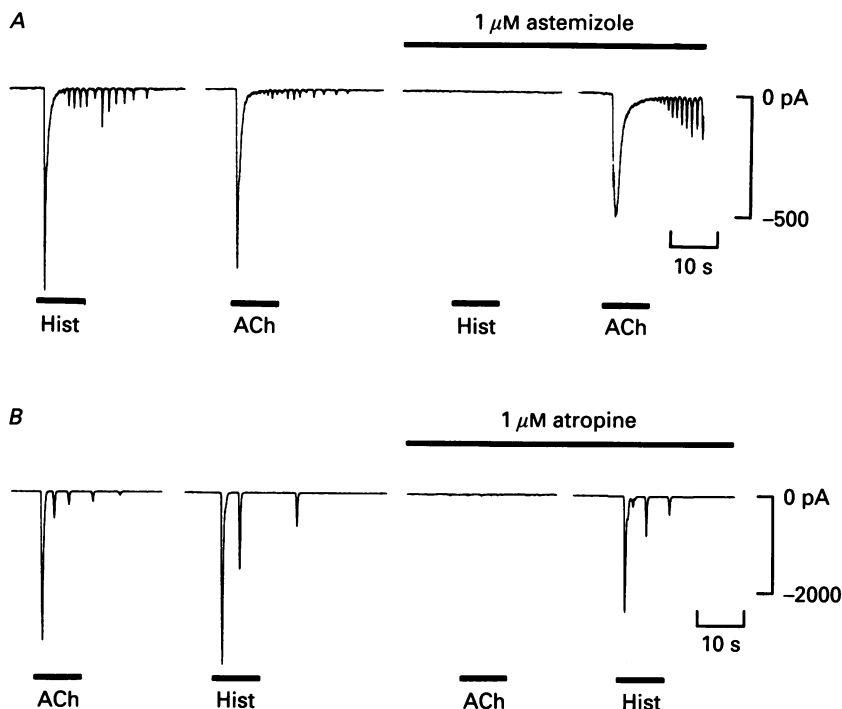 A
1 μM astemizole
0 pA
−500
10 s
Hist
ACh
Hist
ACh
B
1 μM atropine
0 pA
−2000
10 s
ACh
Hist
ACh
Hist